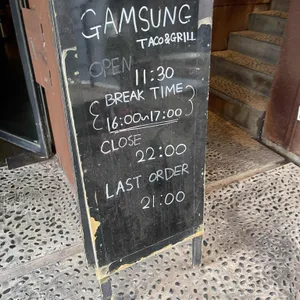 GAMSUNG
TACO&GRILL
OPEN
11:30
BREAK TIME
16:00~17:00
CLOSE
22:00
LAST ORDER
21:00